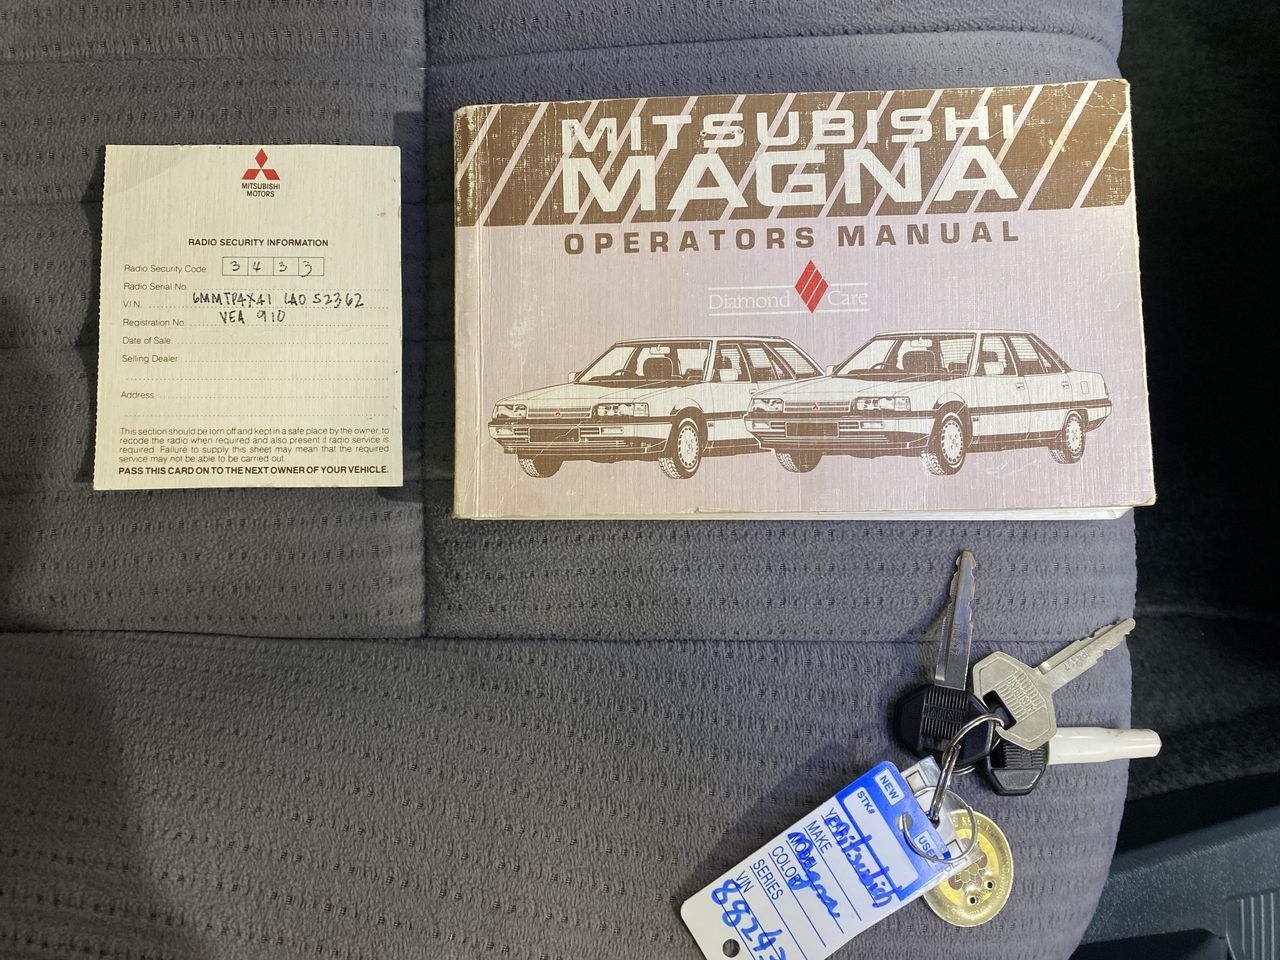 MITSUBISHI
MOTORS
RADIO SECURITY INFORMATION
Radio Security Code 3 4 3 3
Radio Serial No.
V.I.N. 6MMTP4X41 LAO 52362
Registration No. VEA 910
Date of Sale
Selling Dealer
Address
This section should be torn off and kept in a safe place by the owner, to
recode the radio when required and also present if radio service is
required. Failure to supply this sheet may mean that the required
service may not be able to be carried out.
PASS THIS CARD ON TO THE NEXT OWNER OF YOUR VEHICLE.
MITSUBISHI
MAGNA
OPERATORS MANUAL
Diamond Care
NEW
USED
STK#
YEAR
MAKE Mitsubishi
MODEL Magna
COLOR
SERIES
VIN